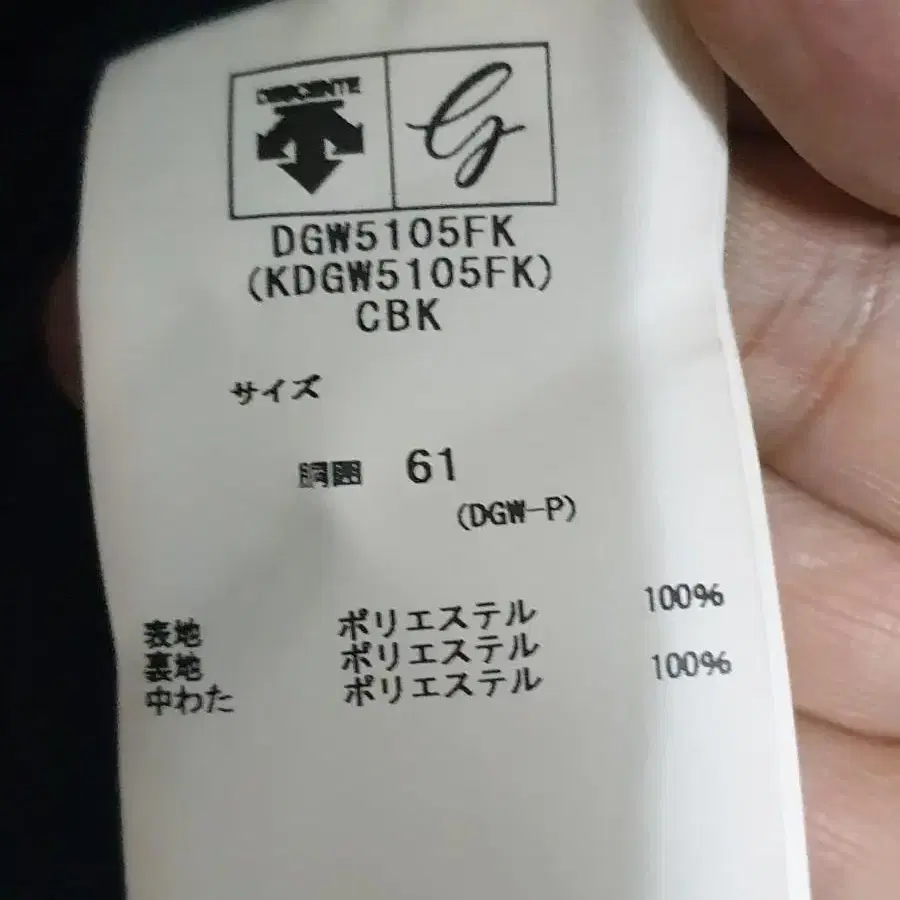 DESCENTE
DGW5105FK
(KDGW5105FK)
CBK
サイズ
胴囲 61
(DGW-P)
表地 ポリエステル 100%
裏地 ポリエステル
中わた ポリエステル 100%